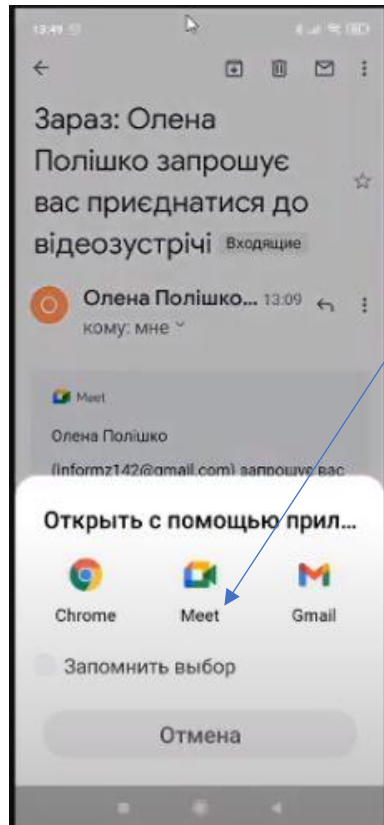 13:49
Зараз: Олена
Полішко запрошує
вас приєднатися до
відеозустрічі Входящие
О Олена Полішко... 13:09
кому: мне
Meet
Олена Полішко
(informz142@gmail.com) запрошує вас
Открыть с помощью прил...
Chrome Meet Gmail
Запомнить выбор
Отмена